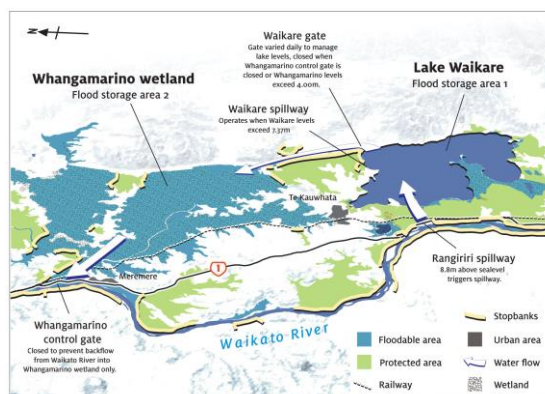 N
Waikare gate
Gate varied daily to manage
lake levels, closed when
Whangamarino control gate is
closed or Whangamarino levels
exceed 4.00m.
Lake Waikare
Flood storage area 1
Whangamarino wetland
Flood storage area 2
Waikare spillway
Operates when Waikare levels
exceed 7.37m
Te Kauwhata
Rangiriri spillway
8.8m above sealevel
triggers spillway.
Meremere
1
Whangamarino
control gate
Closed to prevent backflow
from Waikato River into
Whangamarino wetland only.
Waikato River
Floodable area
Protected area
Railway
Stopbanks
Urban area
Water flow
Wetland